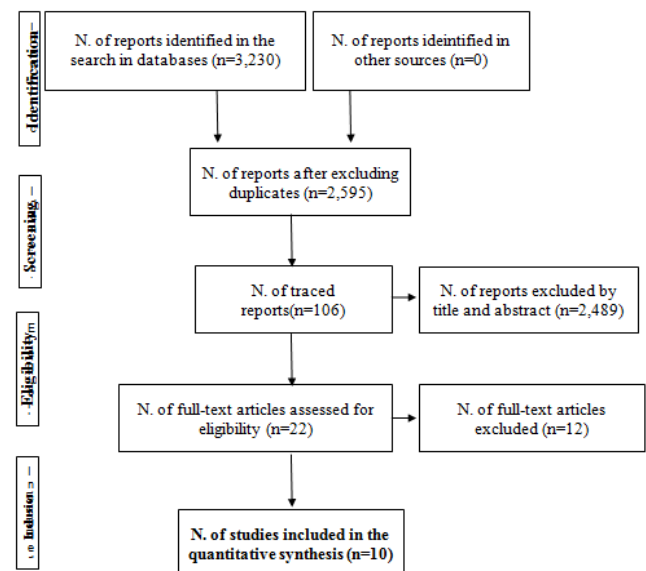 N. of reports identified in the
search in databases (n=3,230)
N. of reports ideintified in
other sources (n=0)
Identification
N. of reports after excluding
duplicates (n=2,595)
Screening
N. of traced
reports(n=106)
N. of reports excluded by
title and abstract (n=2,489)
Eligibility
N. of full-text articles assessed for
eligibility (n=22)
N. of full-text articles
excluded (n=12)
Inclusion
N. of studies included in the
quantitative synthesis (n=10)